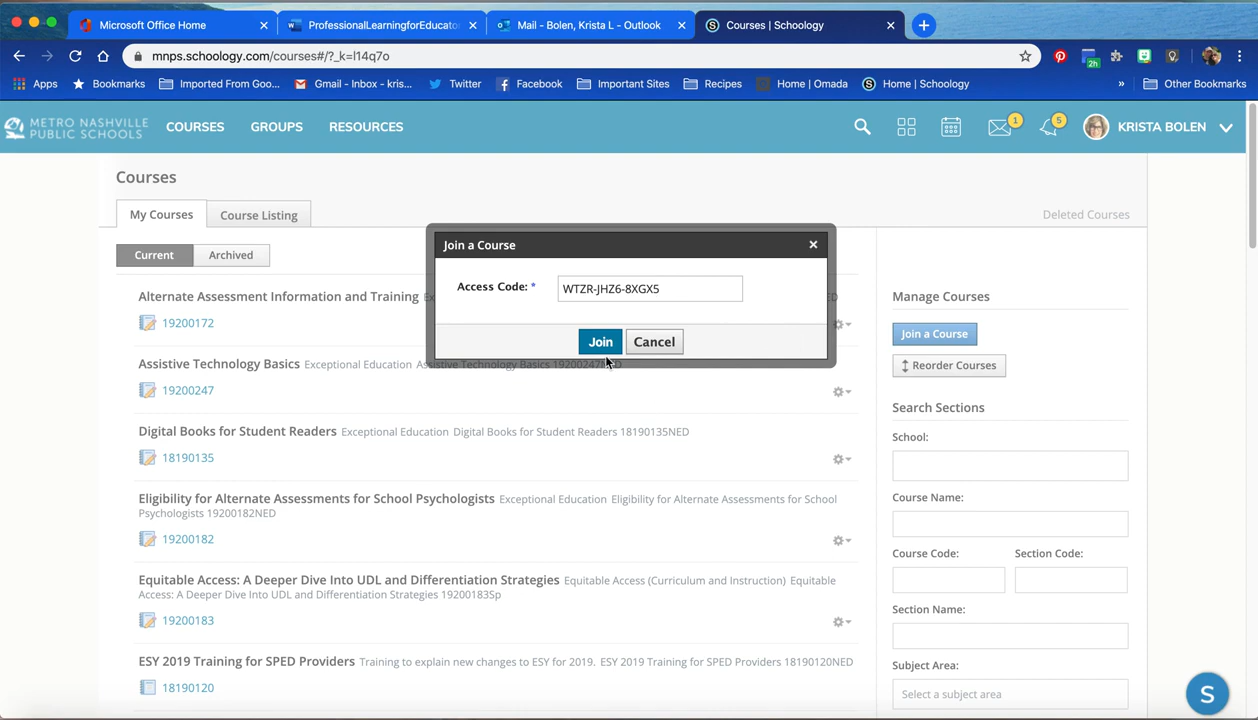 Microsoft Office Home
ProfessionalLearningforEducato
Mail - Bolen, Krista L - Outlook
Courses | Schoology
mnps.schoology.com/courses#/?_k=l14q7o
2h
Apps
Bookmarks
Imported From Goo...
Gmail - Inbox - kris...
Twitter
Facebook
Important Sites
Recipes
Home | Omada
Home | Schoology
»
Other Bookmarks
METRO NASHVILLE
PUBLIC SCHOOLS
COURSES
GROUPS
RESOURCES
1
5
KRISTA BOLEN
Courses
My Courses
Course Listing
Deleted Courses
Current
Archived
Join a Course
Access Code: *
WTZR-JHZ6-8XGX5
Join
Cancel
Alternate Assessment Information and Training
19200172
Assistive Technology Basics Exceptional Education Assistive Technology Basics 19200247NED
19200247
Digital Books for Student Readers Exceptional Education Digital Books for Student Readers 18190135NED
18190135
Eligibility for Alternate Assessments for School Psychologists Exceptional Education Eligibility for Alternate Assessments for School
Psychologists 19200182NED
19200182
Equitable Access: A Deeper Dive Into UDL and Differentiation Strategies Equitable Access (Curriculum and Instruction) Equitable
Access: A Deeper Dive Into UDL and Differentiation Strategies 19200183Sp
19200183
ESY 2019 Training for SPED Providers Training to explain new changes to ESY for 2019. ESY 2019 Training for SPED Providers 18190120NED
18190120
Manage Courses
Join a Course
Reorder Courses
Search Sections
School:
Course Name:
Course Code:
Section Code:
Section Name:
Subject Area:
Select a subject area
S